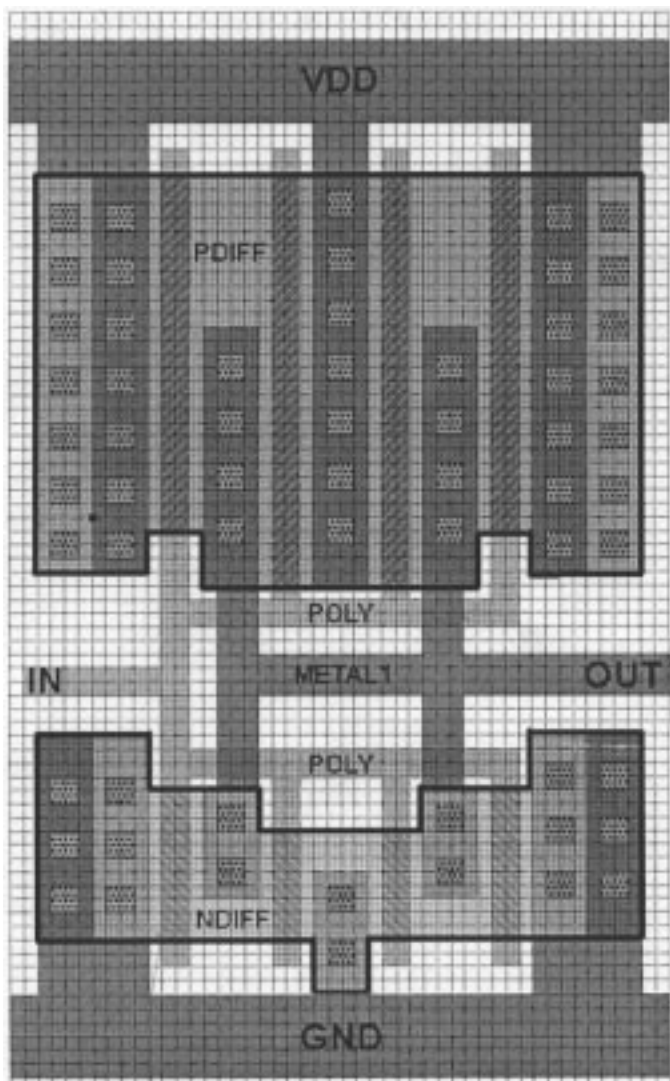 VDD
PDIFF
POLY
IN
METAL1
OUT
POLY
NDIFF
GND